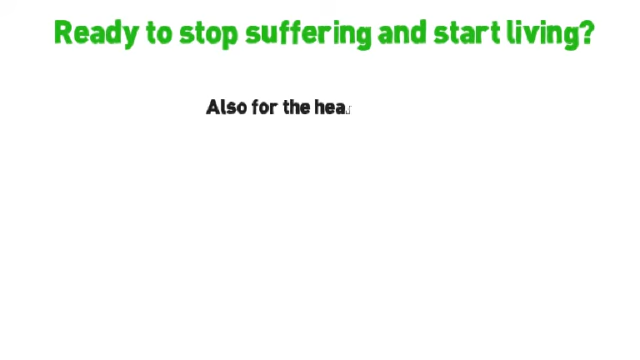 Ready to stop suffering and start living?
Also for the hea